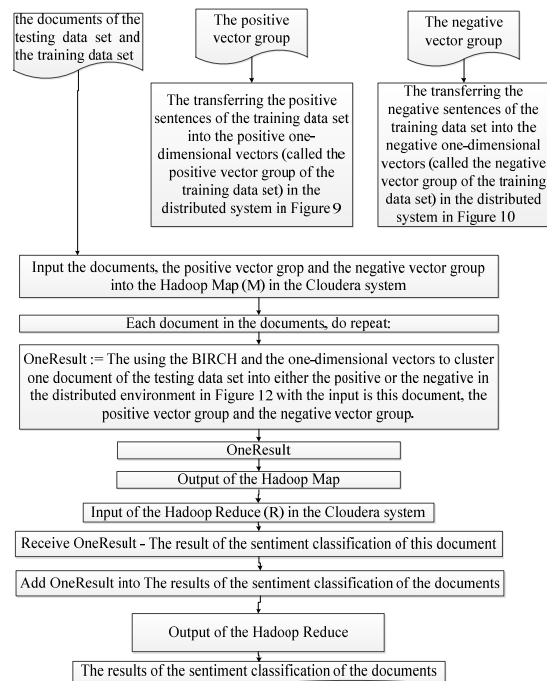 the documents of the
testing data set and
the training data set
The positive
vector group
The negative
vector group
The transferring the positive
sentences of the training data set
into the positive one-
dimensional vectors (called the
positive vector group of the
training data set) in the
distributed system in Figure 9
The transferring the
negative sentences of the
training data set into the
negative one-dimensional
vectors (called the negative
vector group of the training
data set) in the distributed
system in Figure 10
Input the documents, the positive vector grop and the negative vector group
into the Hadoop Map (M) in the Cloudera system
Each document in the documents, do repeat:
OneResult := The using the BIRCH and the one-dimensional vectors to cluster
one document of the testing data set into either the positive or the negative in
the distributed environment in Figure 12 with the input is this document, the
positive vector group and the negative vector group.
OneResult
Output of the Hadoop Map
Input of the Hadoop Reduce (R) in the Cloudera system
Receive OneResult - The result of the sentiment classification of this document
Add OneResult into The results of the sentiment classification of the documents
Output of the Hadoop Reduce
The results of the sentiment classification of the documents